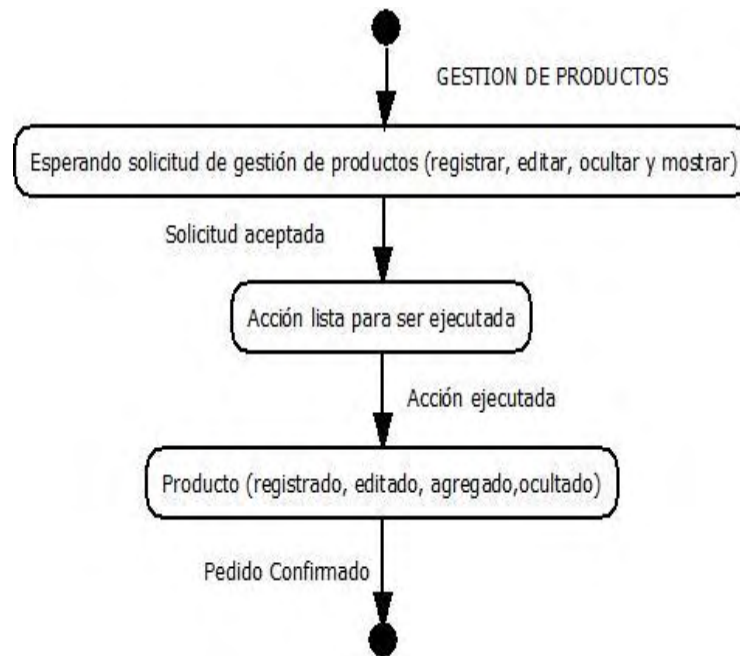 GESTION DE PRODUCTOS
Esperando solicitud de gestión de productos (registrar, editar, ocultar y mostrar)
Solicitud aceptada
Acción lista para ser ejecutada
Acción ejecutada
Producto (registrado, editado, agregado,ocultado)
Pedido Confirmado